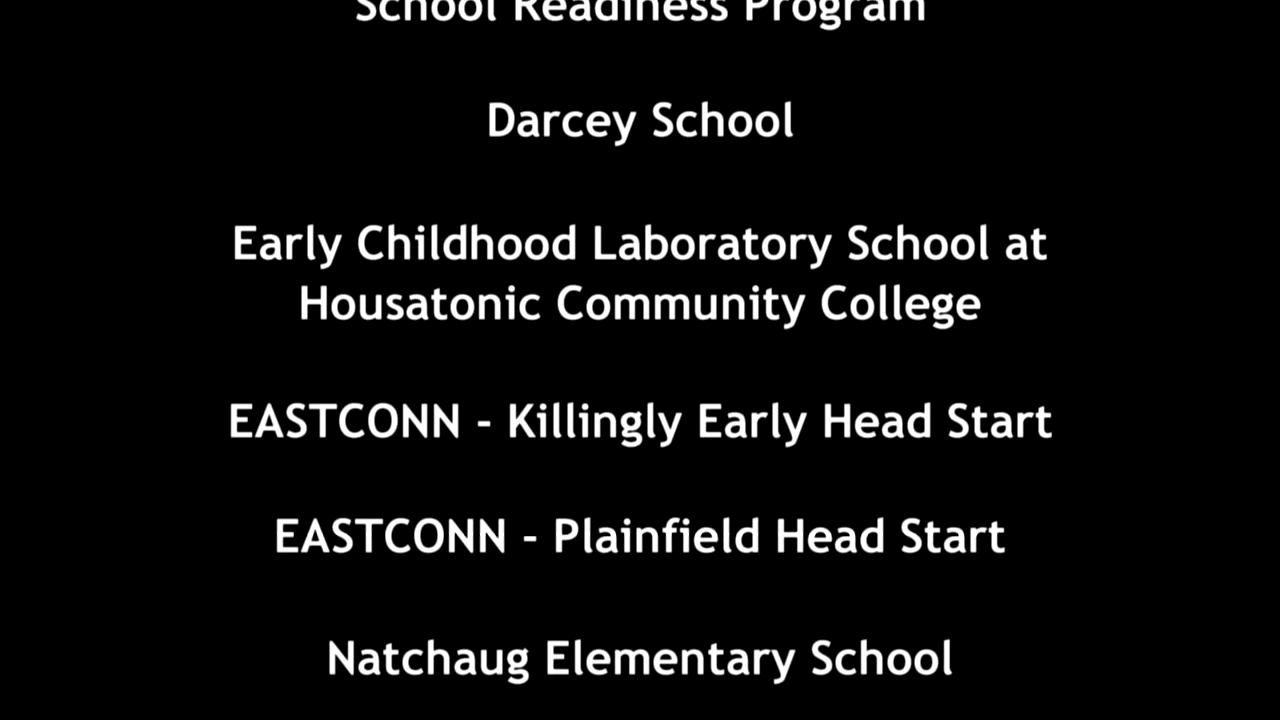 School Readiness Program
Darcey School
Early Childhood Laboratory School at
Housatonic Community College
EASTCONN - Killingly Early Head Start
EASTCONN - Plainfield Head Start
Natchaug Elementary School